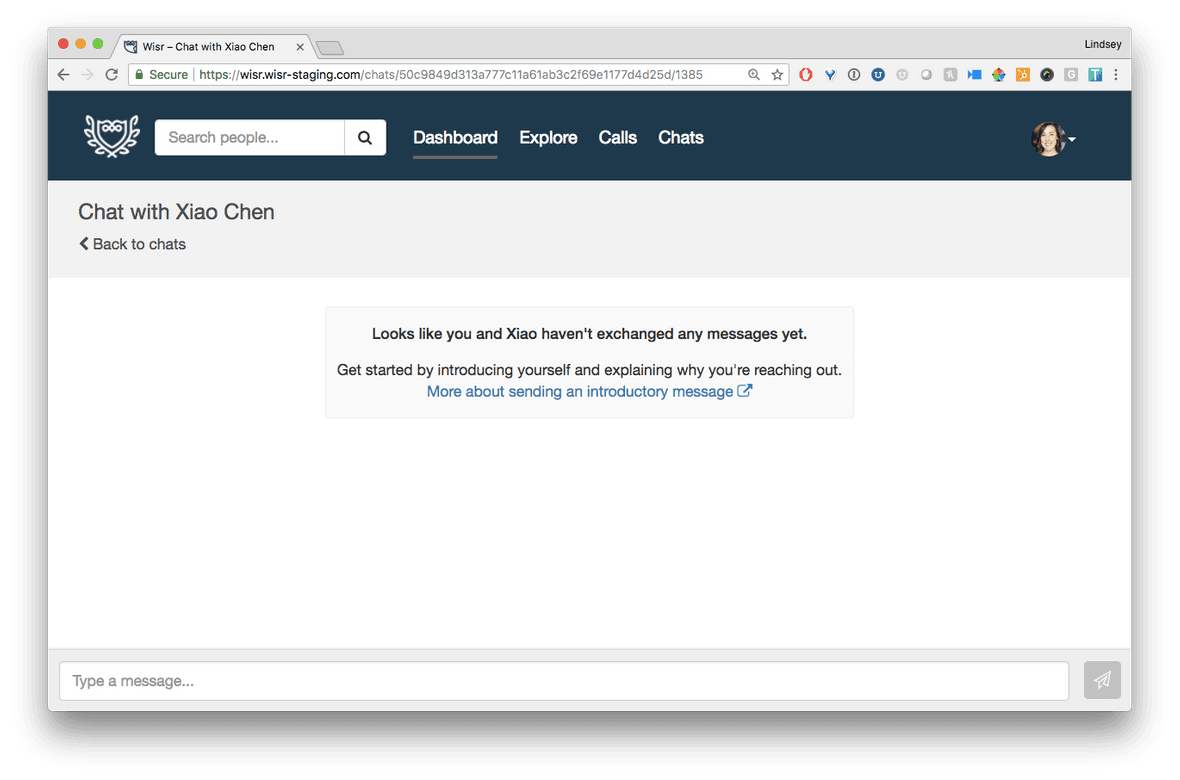 Wisr – Chat with Xiao Chen
Lindsey
Secure https://wisr.wisr-staging.com/chats/50c9849d313a777c11a61ab3c2f69e1177d4d25d/1385
Search people... Dashboard Explore Calls Chats
Chat with Xiao Chen
Back to chats
Looks like you and Xiao haven't exchanged any messages yet.
Get started by introducing yourself and explaining why you're reaching out.
More about sending an introductory message
Type a message...